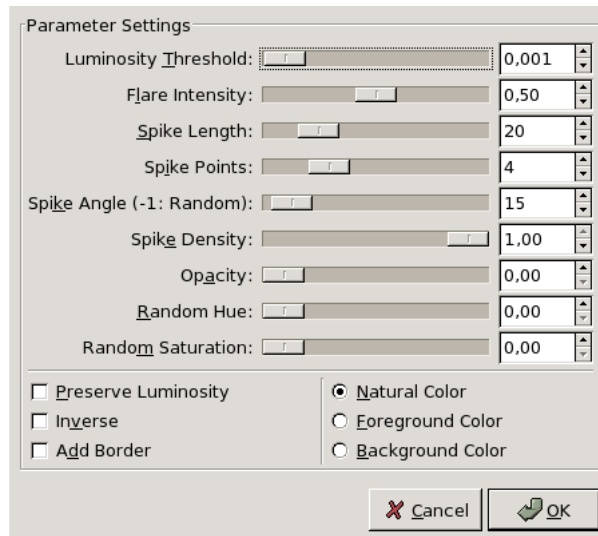 Parameter Settings
Luminosity Threshold: 0,001
Flare Intensity: 0,50
Spike Length: 20
Spike Points: 4
Spike Angle (-1: Random): 15
Spike Density: 1,00
Opacity: 0,00
Random Hue: 0,00
Random Saturation: 0,00
Preserve Luminosity
Inverse
Add Border
Natural Color
Foreground Color
Background Color
Cancel
OK